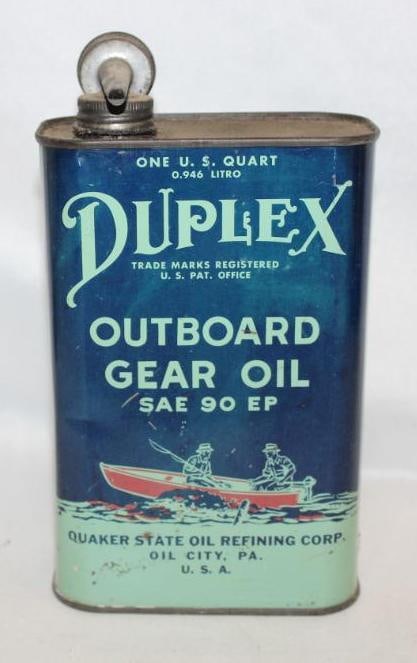 ONE U. S. QUART
0.946 LITRO
DUPLEX
TRADE MARKS REGISTERED
U. S. PAT. OFFICE
OUTBOARD
GEAR OIL
SAE 90 EP
QUAKER STATE OIL REFINING CORP.
OIL CITY, PA.
U. S. A.